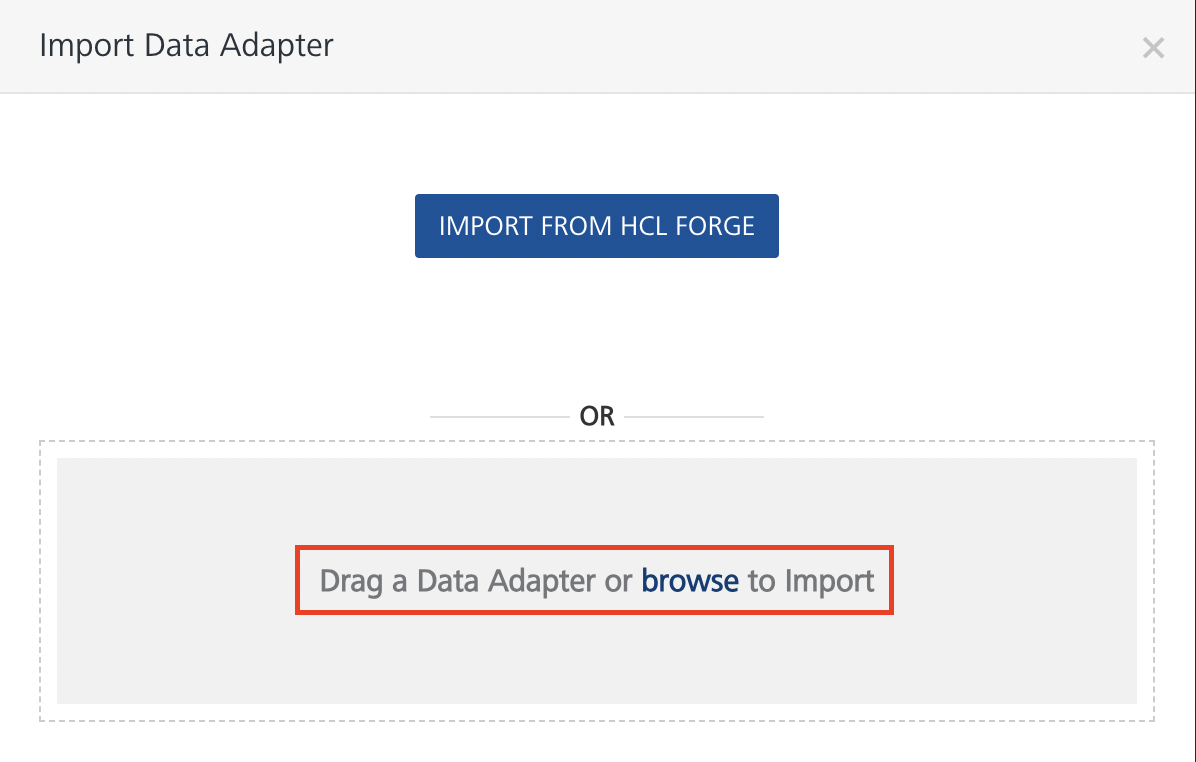 Import Data Adapter
IMPORT FROM HCL FORGE
OR
Drag a Data Adapter or browse to Import